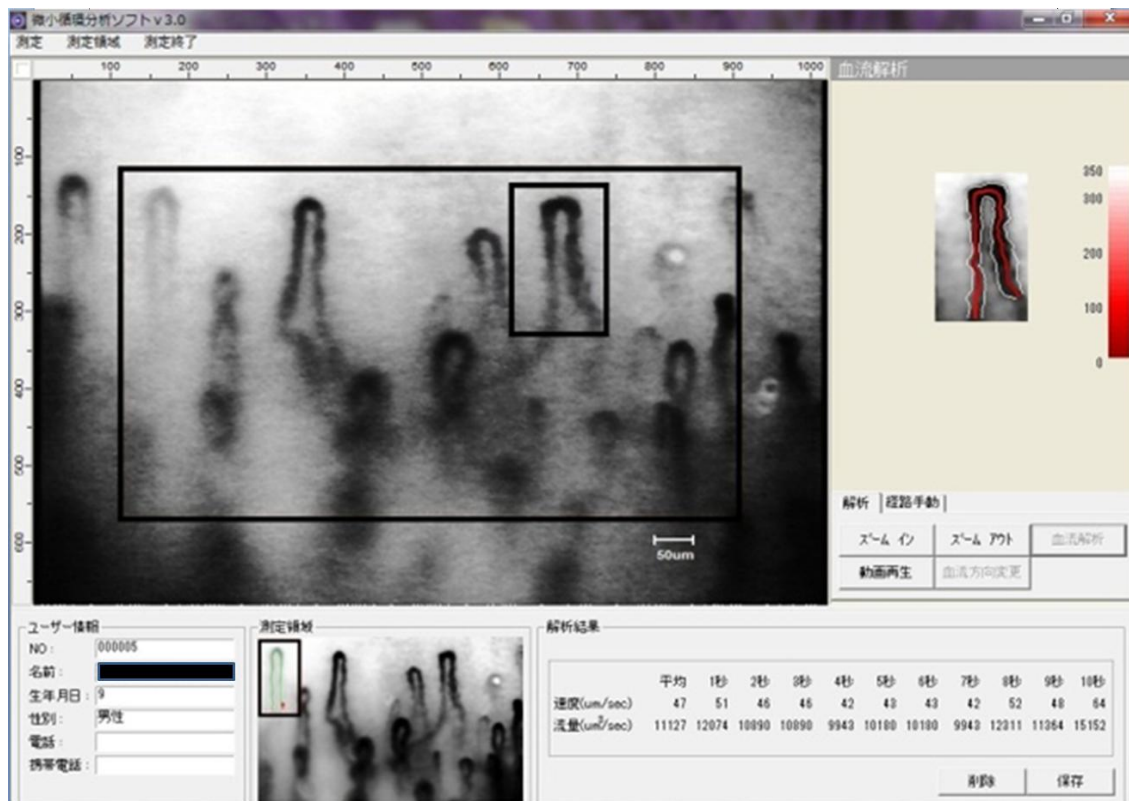 微小循環分析ソフト v 3.0
測定 測定領域 測定終了
100 200 300 400 500 600 700 800 900 1000
100
200
300
400
500
600
50um
血流解析
350
300
200
100
0
解析 経路手動
ズーム イン ズーム アウト 血流解析
動画再生 血流方向変更
ユーザー情報
NO : 000005
名前 :
生年月日 : 9
性別 : 男性
電話 :
携帯電話 :
測定領域
解析結果
平均 1秒 2秒 3秒 4秒 5秒 6秒 7秒 8秒 9秒 10秒
速度(um/sec) 47 51 46 46 42 43 43 42 52 48 64
流量(um³/sec) 11127 12074 10890 10890 9943 10180 10180 9943 12311 11364 15152
削除 保存